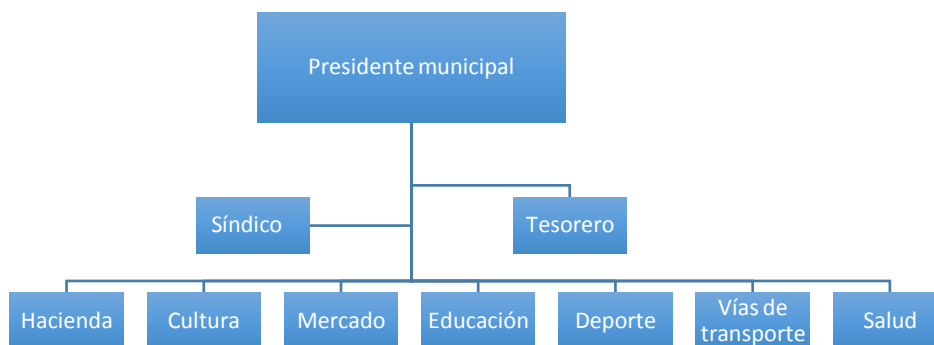 Presidente municipal
Síndico
Tesorero
Hacienda
Cultura
Mercado
Educación
Deporte
Vías de
transporte
Salud